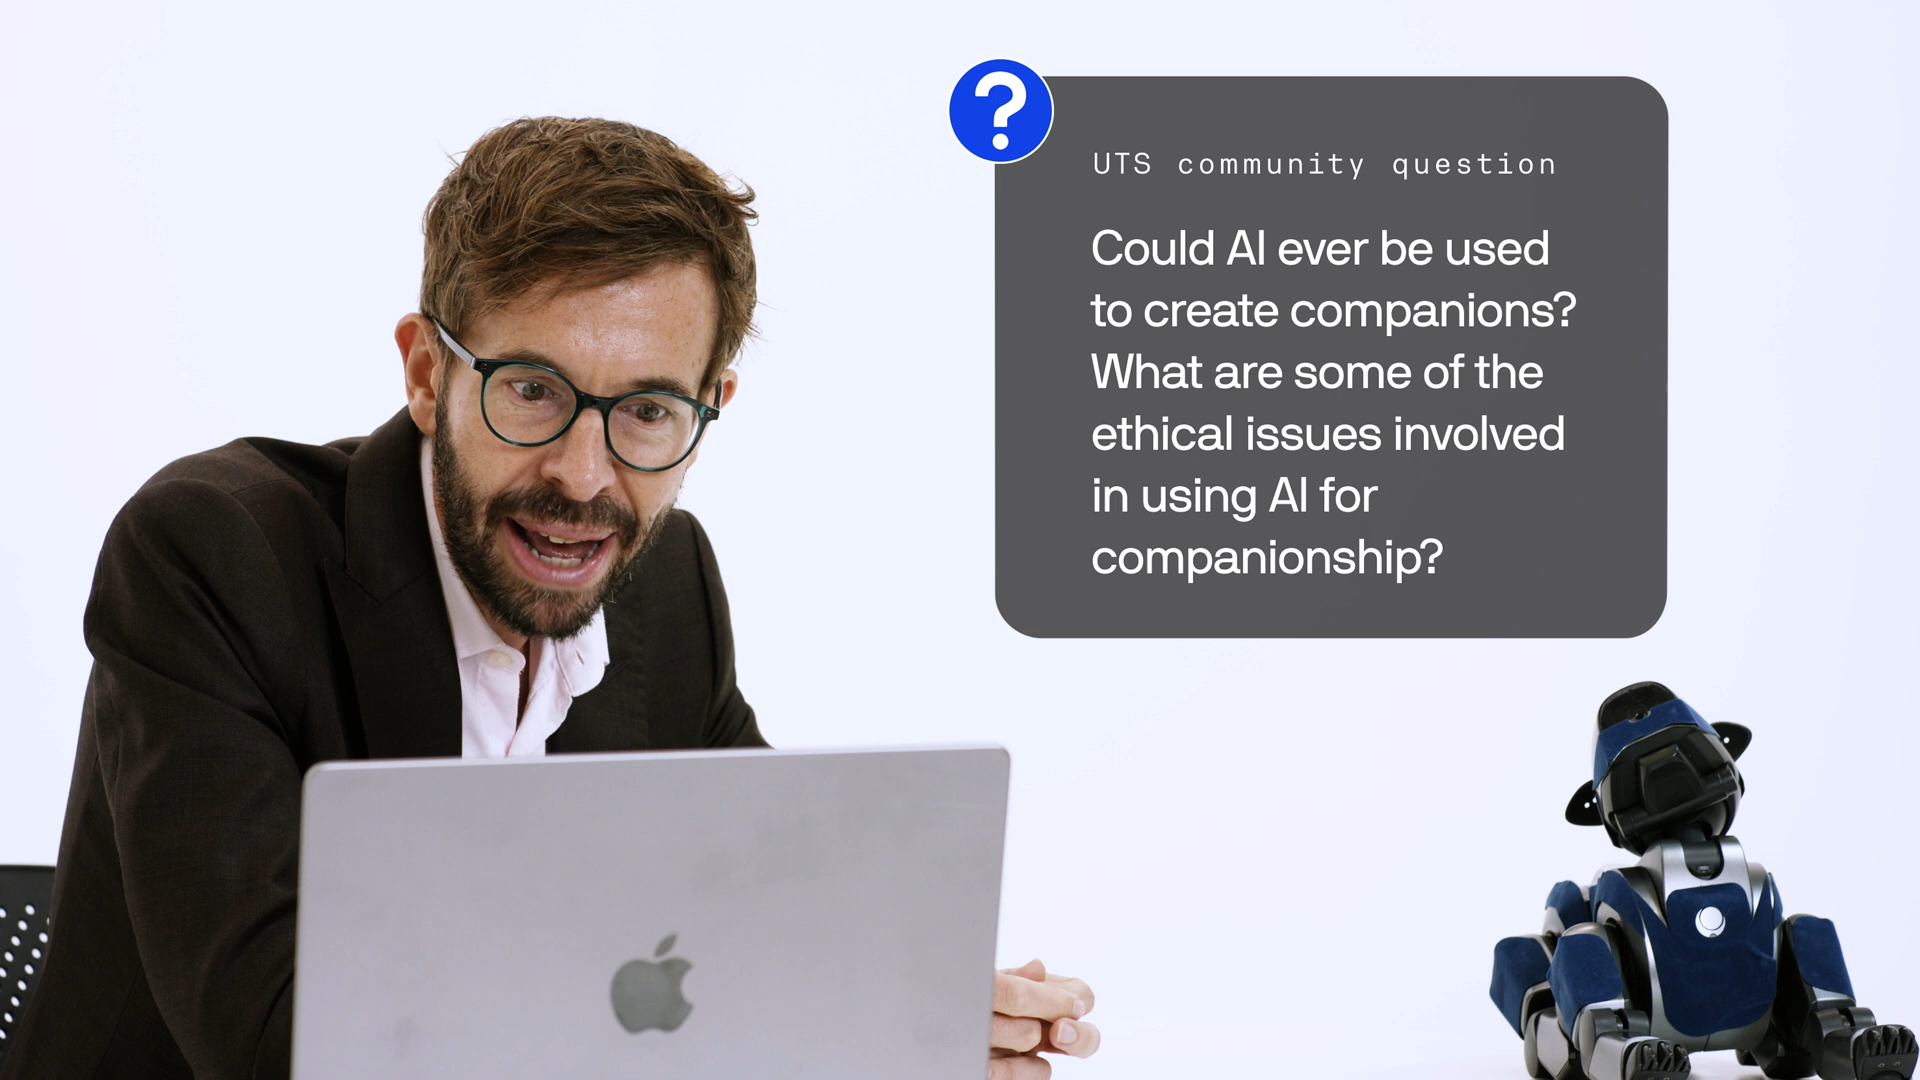 ?
UTS community question
Could AI ever be used
to create companions?
What are some of the
ethical issues involved
in using AI for
companionship?